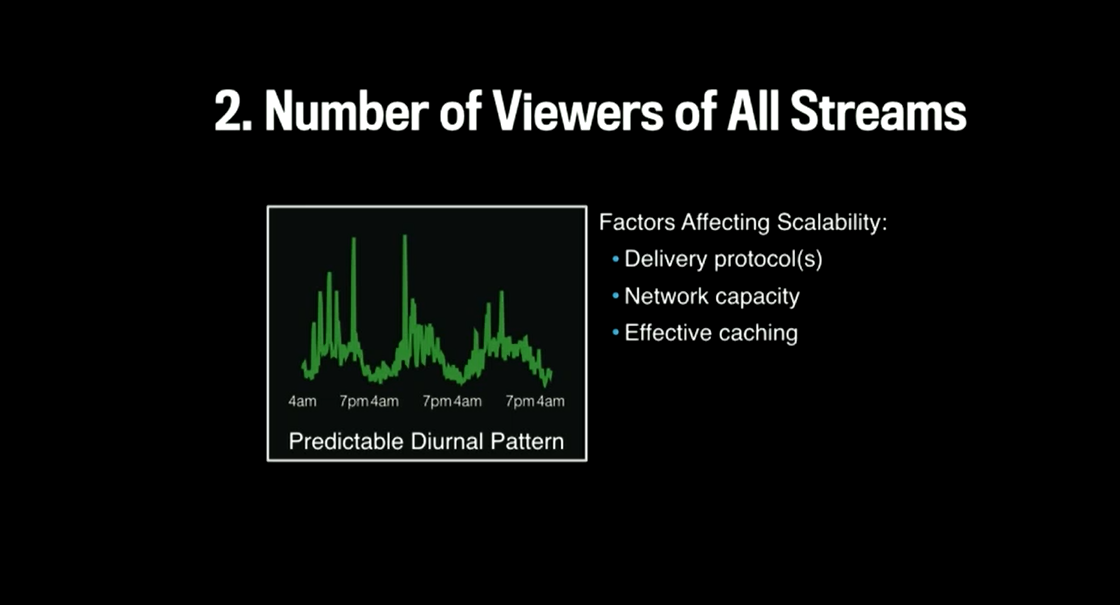 2. Number of Viewers of All Streams
Factors Affecting Scalability:
• Delivery protocol(s)
• Network capacity
• Effective caching
4am 7pm 4am 7pm 4am 7pm 4am
Predictable Diurnal Pattern